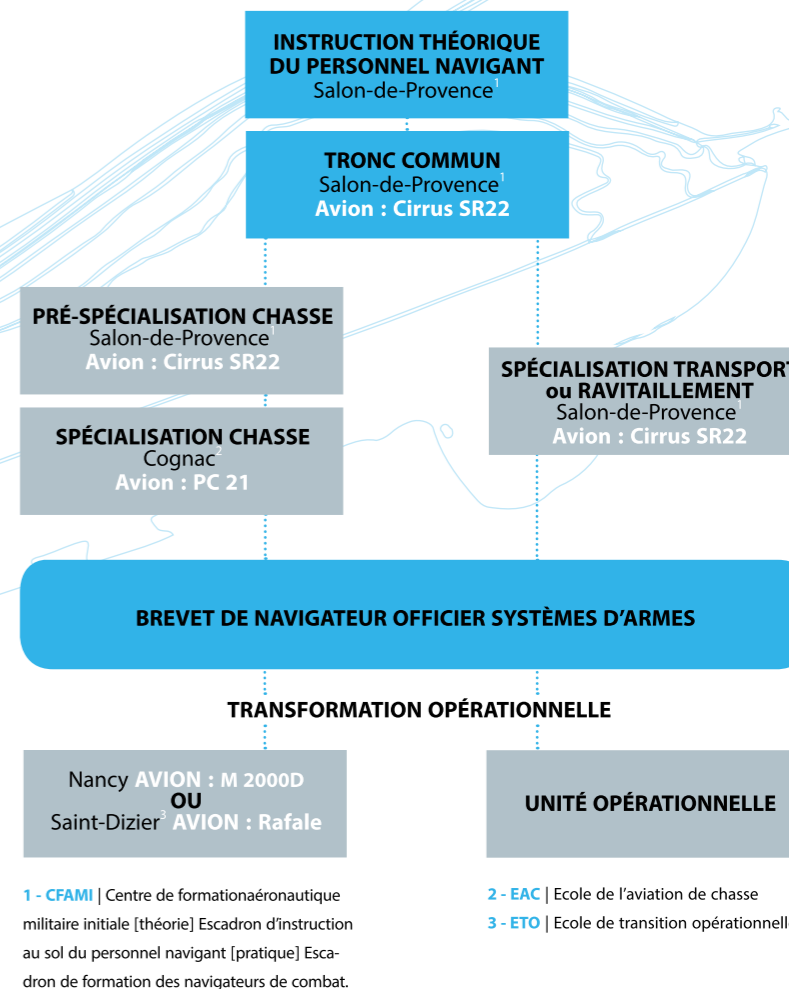 INSTRUCTION THÉORIQUE
DU PERSONNEL NAVIGANT
Salon-de-Provence¹
TRONC COMMUN
Salon-de-Provence¹
Avion : Cirrus SR22
PRÉ-SPÉCIALISATION CHASSE
Salon-de-Provence¹
Avion : Cirrus SR22
SPÉCIALISATION CHASSE
Cognac²
Avion : PC 21
SPÉCIALISATION TRANSPORT
ou RAVITAILLEMENT
Salon-de-Provence¹
Avion : Cirrus SR22
BREVET DE NAVIGATEUR OFFICIER SYSTÈMES D'ARMES
TRANSFORMATION OPÉRATIONNELLE
Nancy AVION : M 2000D
OU
Saint-Dizier³ AVION : Rafale
UNITÉ OPÉRATIONNELLE
1 - CFAMI | Centre de formationaéronautique
militaire initiale [théorie] Escadron d'instruction
au sol du personnel navigant [pratique] Esca-
dron de formation des navigateurs de combat.
2 - EAC | Ecole de l'aviation de chasse
3 - ETO | Ecole de transition opérationnelle